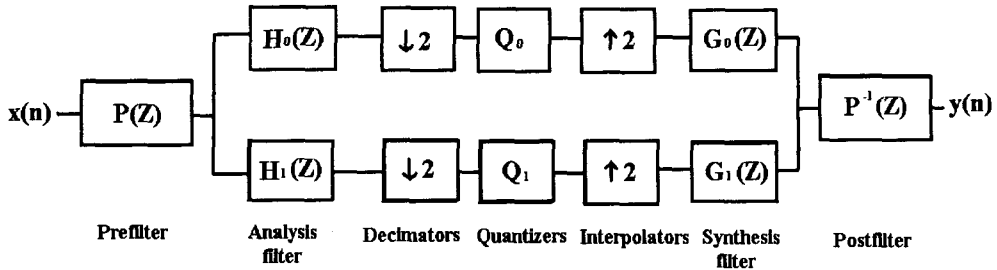 H₀(Z) ↓2 Q₀ ↑2 G₀(Z)
x(n) P(Z) P⁻¹(Z) y(n)
H₁(Z) ↓2 Q₁ ↑2 G₁(Z)
Prefilter Analysis filter Decimators Quantizers Interpolators Synthesis filter Postfilter